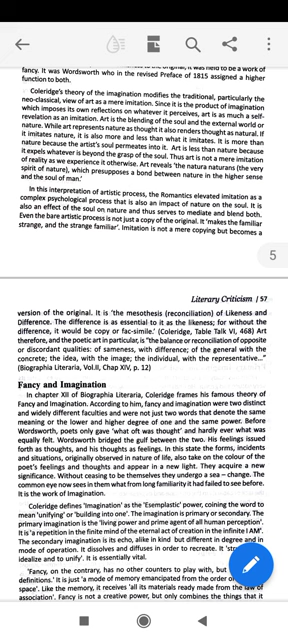 fancy. It was Wordsworth who in the revised Preface of 1815 assigned a higher
function to both.
Coleridge's theory of the imagination modifies the traditional, particularly the
neo-classical, view of art as a mere imitation. Since it is the product of imagination
which imposes its own reflections on whatever it perceives, art is as much a self-
revelation as an imitation. Art is the blending of the soul and the external world or
nature. While art represents nature as thought it also renders thought as natural. If
it imitates nature, it is also more and less than what it imitates. It is more than
nature because the artist's soul permeates into it. Art is less than nature because
it expels whatever is beyond the grasp of the soul. Thus art is not a mere imitation
of reality as we experience it otherwise. Art reveals 'the natura naturans (the very
spirit of nature), which presupposes a bond between nature in the higher sense
and the soul of man.'
In this interpretation of artistic process, the Romantics elevated imitation as a
complex psychological process that is also an impact of nature on the soul. It is
also an effect of the soul on nature and thus serves to mediate and blend both.
Even the bare artistic process is not just a copy of the original. It 'makes the familiar
strange, and the strange familiar'. Imitation is not a mere copying but becomes a
5
Literary Criticism / 57
version of the original. It is 'the mesothesis (reconciliation) of Likeness and
Difference. The difference is as essential to it as the likeness; for without the
difference, it would be copy or fac-simile.' (Coleridge, Table Talk VI, 468) Art
therefore, and the poetic art in particular, is "the balance or reconciliation of opposite
or discordant qualities: of sameness, with difference; of the general with the
concrete; the idea, with the image; the individual, with the representative..."
(Biographia Literaria, Vol.II, Chap XIV, p. 12)
Fancy and Imagination
In chapter XII of Biographia Literaria, Coleridge frames his famous theory of
Fancy and Imagination. According to him, fancy and imagination were two distinct
and widely different faculties and were not just two words that denote the same
meaning or the lower and higher degree of one and the same power. Before
Wordsworth, poets only gave 'what oft was thought' and hardly ever what was
equally felt. Wordsworth bridged the gulf between the two. His feelings issued
forth as thoughts, and his thoughts as feelings. In this state the forms, incidents
and situations, originally observed in nature of life, also take on the colour of the
poet's feelings and thoughts and appear in a new light. They acquire a new
significance. Without ceasing to be themselves they undergo a sea – change. The
common eye now sees in them what from long familiarity it had failed to see before.
It is the work of Imagination.
Coleridge defines 'Imagination' as the 'Esemplastic' power, coining the word to
mean 'unifying' or 'building into one'. The imagination is primary or secondary. The
primary imagination is the 'living power and prime agent of all human perception'.
It is 'a repetition in the finite mind of the eternal act of creation in the infinite I AM'.
The secondary imagination is its echo, alike in kind but different in degree and in
mode of operation. It dissolves and diffuses in order to recreate. It
idealize and to unify'. It is essentially vital.
'Fancy, on the contrary, has no other counters to play with, but
definitions.' It is just 'a mode of memory emancipated from the order o
space'. Like the memory, it receives 'all its materials ready made from the law of
association'. Fancy is not a creative power, but only combines the things that it